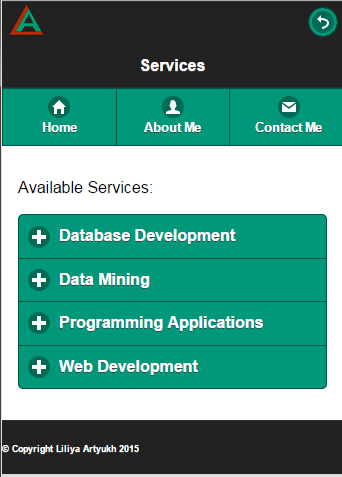 Services
Home About Me Contact Me
Available Services:
Database Development
Data Mining
Programming Applications
Web Development
© Copyright Liliya Artyukh 2015